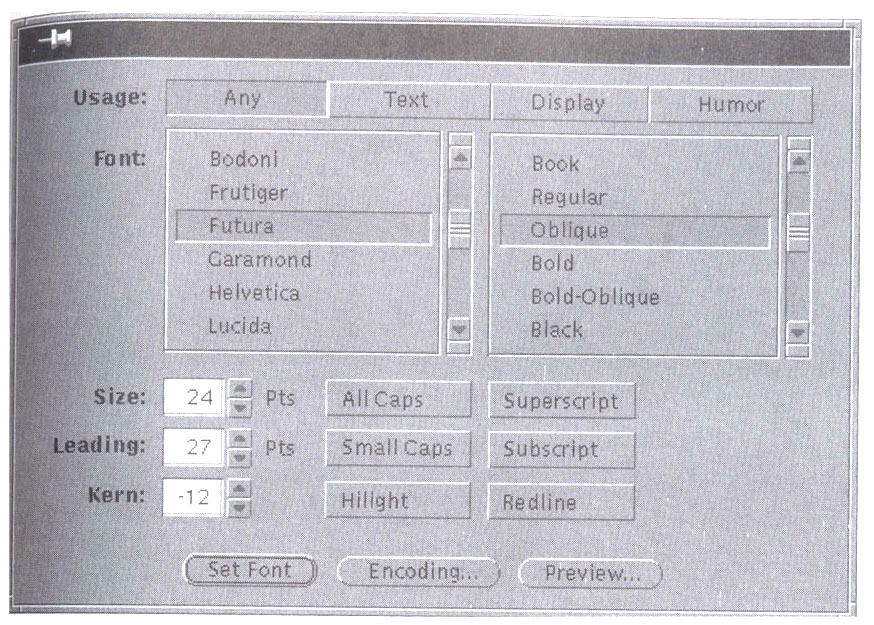 Usage: Any Text Display Humor
Font: Bodoni Book
Frutiger Regular
Futura Oblique
Garamond Bold
Helvetica Bold-Oblique
Lucida Black
Size: 24 Pts All Caps Superscript
Leading: 27 Pts Small Caps Subscript
Kern: -12 Hilight Redline
Set Font Encoding... Preview...